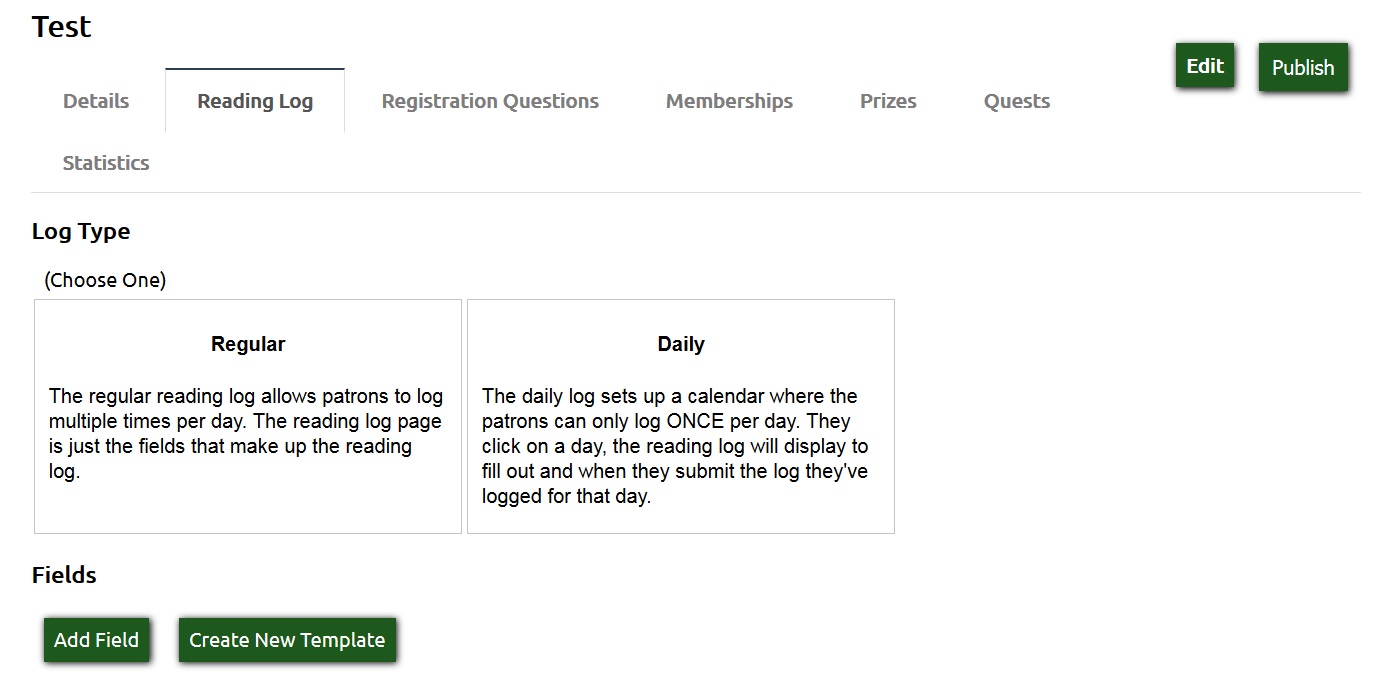 Test
Edit
Publish
Details
Reading Log
Registration Questions
Memberships
Prizes
Quests
Statistics
Log Type
(Choose One)
Regular
The regular reading log allows patrons to log
multiple times per day. The reading log page
is just the fields that make up the reading
log.
Daily
The daily log sets up a calendar where the
patrons can only log ONCE per day. They
click on a day, the reading log will display to
fill out and when they submit the log they've
logged for that day.
Fields
Add Field
Create New Template